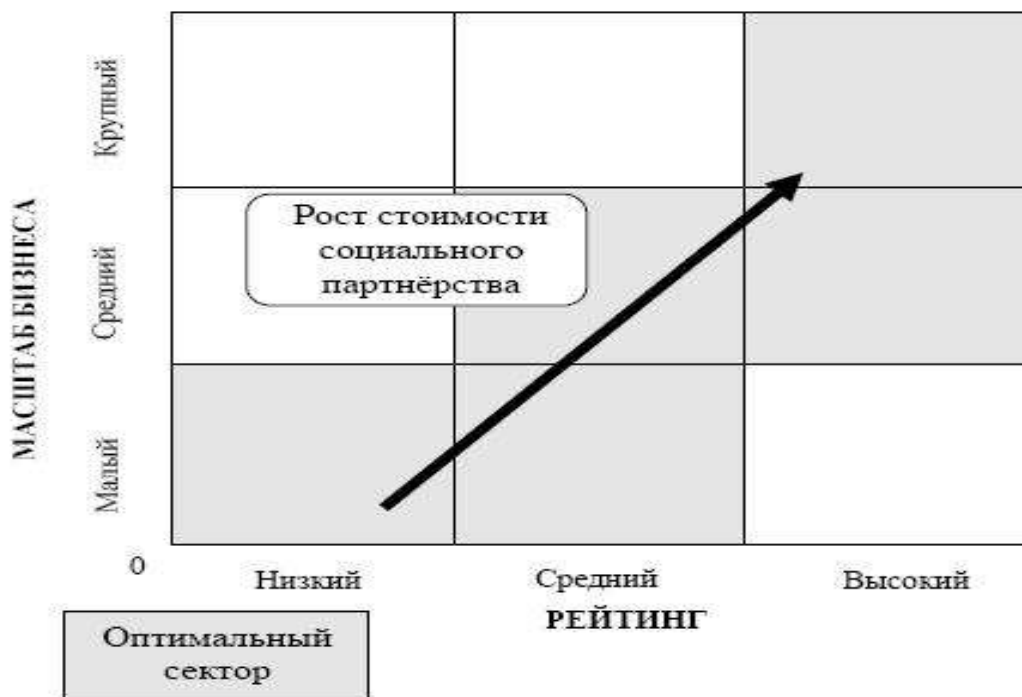 МАСШТАБ БИЗНЕСА
Крупный
Средний
Малый
Рост стоимости
социального
партнёрства
0
Низкий
Средний
Высокий
РЕЙТИНГ
Оптимальный
сектор